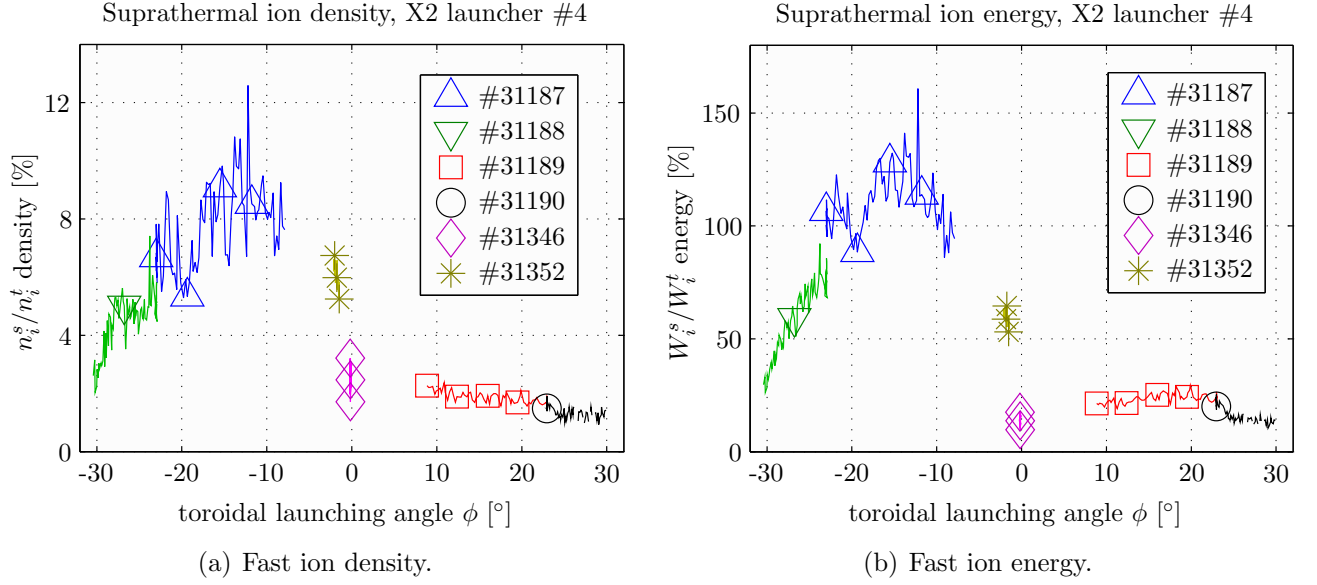 Suprathermal ion density, X2 launcher #4
n_i^s/n_i^t density [%]
12
8
4
0
-30 -20 -10 0 10 20 30
toroidal launching angle ϕ [°]
#31187
#31188
#31189
#31190
#31346
#31352
(a) Fast ion density.
Suprathermal ion energy, X2 launcher #4
W_i^s/W_i^t energy [%]
150
100
50
0
-30 -20 -10 0 10 20 30
toroidal launching angle ϕ [°]
#31187
#31188
#31189
#31190
#31346
#31352
(b) Fast ion energy.